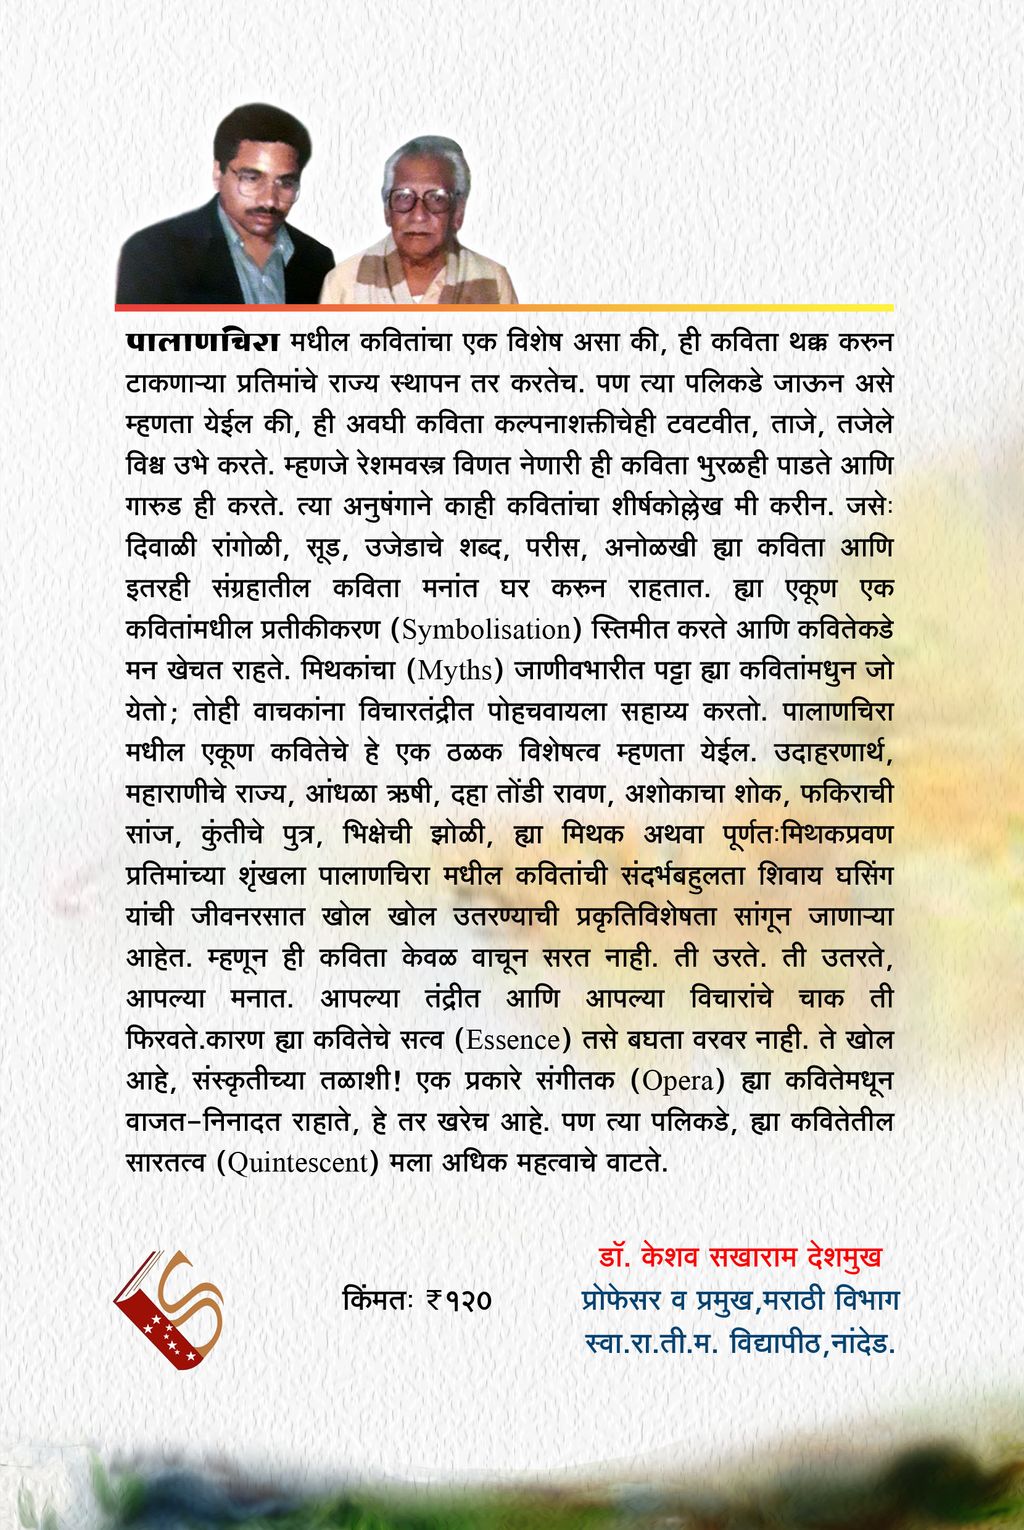 पालाणचिरा मधील कवितांचा एक विशेष असा की, ही कविता थक्क करुन
टाकणाऱ्या प्रतिमांचे राज्य स्थापन तर करतेच. पण त्या पलिकडे जाऊन असे
म्हणता येईल की, ही अवघी कविता कल्पनाशक्तीचेही टवटवीत, ताजे, तजेले
विश्व उभे करते. म्हणजे रेशमवस्त्र विणत नेणारी ही कविता भुरळही पाडते आणि
गारुड ही करते. त्या अनुषंगाने काही कवितांचा शीर्षकोल्लेख मी करीन. जसेः
दिवाळी रांगोळी, सूड, उजेडाचे शब्द, परीस, अनोळखी ह्या कविता आणि
इतरही संग्रहातील कविता मनांत घर करुन राहतात. ह्या एकूण एक
कवितांमधील प्रतीकीकरण (Symbolisation) स्तिमीत करते आणि कवितेकडे
मन खेचत राहते. मिथकांचा (Myths) जाणीवभारीत पट्टा ह्या कवितांमधुन जो
येतो; तोही वाचकांना विचारतंद्रीत पोहचवायला सहाय्य करतो. पालाणचिरा
मधील एकूण कवितेचे हे एक ठळक विशेषत्व म्हणता येईल. उदाहरणार्थ,
महाराणीचे राज्य, आंधळा ऋषी, दहा तोंडी रावण, अशोकाचा शोक, फकिराची
सांज, कुंतीचे पुत्र, भिक्षेची झोळी, ह्या मिथक अथवा पूर्णतःमिथकप्रवण
प्रतिमांच्या शृंखला पालाणचिरा मधील कवितांची संदर्भबहुलता शिवाय घसिंग
यांची जीवनरसात खोल खोल उतरण्याची प्रकृतिविशेषता सांगून जाणाऱ्या
आहेत. म्हणून ही कविता केवळ वाचून सरत नाही. ती उरते. ती उतरते,
आपल्या मनात. आपल्या तंद्रीत आणि आपल्या विचारांचे चाक ती
फिरवते.कारण ह्या कवितेचे सत्व (Essence) तसे बघता वरवर नाही. ते खोल
आहे, संस्कृतीच्या तळाशी! एक प्रकारे संगीतक (Opera) ह्या कवितेमधून
वाजत-निनादत राहाते, हे तर खरेच आहे. पण त्या पलिकडे, ह्या कवितेतील
सारतत्व (Quintescent) मला अधिक महत्वाचे वाटते.
डॉ. केशव सखाराम देशमुख
किंमतः ₹१२० प्रोफेसर व प्रमुख,मराठी विभाग
स्वा.रा.ती.म. विद्यापीठ,नांदेड.